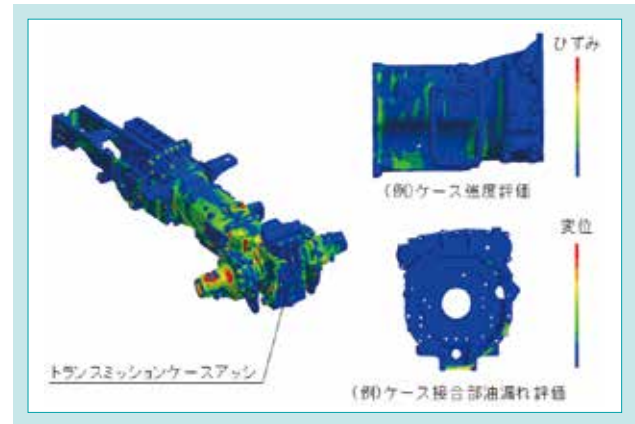 ひずみ
(例)ケース強度評価
変位
トランスミッションケースアッシ
(例)ケース接合部油漏れ評価